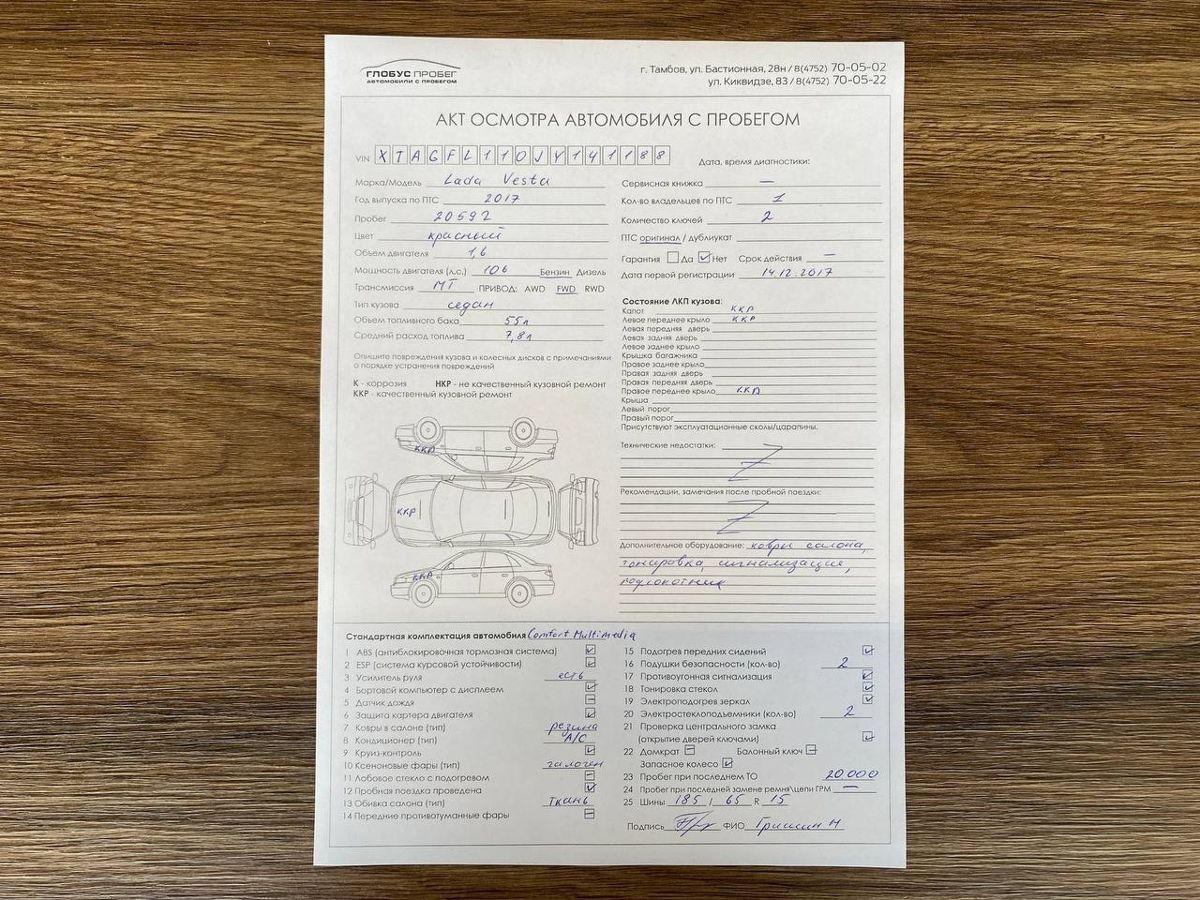 ГЛОБУС ПРОБЕГ
АВТОМОБИЛИ С ПРОБЕГОМ
г. Тамбов, ул. Бастионная, 28н / 8(4752) 70-05-02
ул. Киквидзе, 83 / 8(4752) 70-05-22
АКТ ОСМОТРА АВТОМОБИЛЯ С ПРОБЕГОМ
VIN XTAGFL110JY141188
Дата, время диагностики:
Марка/Модель Lada Vesta
Год выпуска по ПТС 2017
Пробег 20592
Цвет красный
Объем двигателя 1,6
Мощность двигателя (л.с.) 106 Бензин Дизель
Трансмиссия МТ ПРИВОД: AWD FWD RWD
Тип кузова седан
Объем топливного бака 55л
Средний расход топлива 7,8л
Опишите повреждения кузова и колесных дисков с примечаниями
о порядке устранения повреждений
К - коррозия НКР - не качественный кузовной ремонт
ККР - качественный кузовной ремонт
ККР
ККР
ККР
Сервисная книжка —
Кол-во владельцев по ПТС 1
Количество ключей 2
ПТС оригинал / дубликат
Гарантия Да Нет Срок действия —
Дата первой регистрации 14.12.2017
Состояние ЛКП кузова:
Капот ККР
Левое переднее крыло ККР
Левая передняя дверь
Левая задняя дверь
Левое заднее крыло
Крышка багажника
Правое заднее крыло
Правая задняя дверь
Правая передняя дверь
Правое переднее крыло ККР
Крыша
Левый порог
Правый порог
Присутствуют эксплуатационные сколы/царапины.
Технические недостатки:
Рекомендации, замечания после пробной поездки:
Дополнительное оборудование: ковры салона,
тонировка, сигнализация,
подлокотник
Стандартная комплектация автомобиля Comfort Multimedia
1 ABS (антиблокировочная тормозная система)
2 ESP (система курсовой устойчивости)
3 Усилитель руля есть
4 Бортовой компьютер с дисплеем
5 Датчик дождя
6 Защита картера двигателя
7 Ковры в салоне (тип) резина
8 Кондиционер (тип) A/C
9 Круиз-контроль
10 Ксеноновые фары (тип) галоген
11 Лобовое стекло с подогревом
12 Пробная поездка проведена
13 Обивка салона (тип) ткань
14 Передние противотуманные фары
15 Подогрев передних сидений
16 Подушки безопасности (кол-во) 2
17 Противоугонная сигнализация
18 Тонировка стекол
19 Электроподогрев зеркал
20 Электростеклоподъемники (кол-во) 2
21 Проверка центрального замка
(открытие дверей ключами)
22 Домкрат Балонный ключ
Запасное колесо
23 Пробег при последнем ТО 20000
24 Пробег при последней замене ремня\цепи ГРМ —
25 Шины 185 / 65 R 15
Подпись ФИО Гришин Н